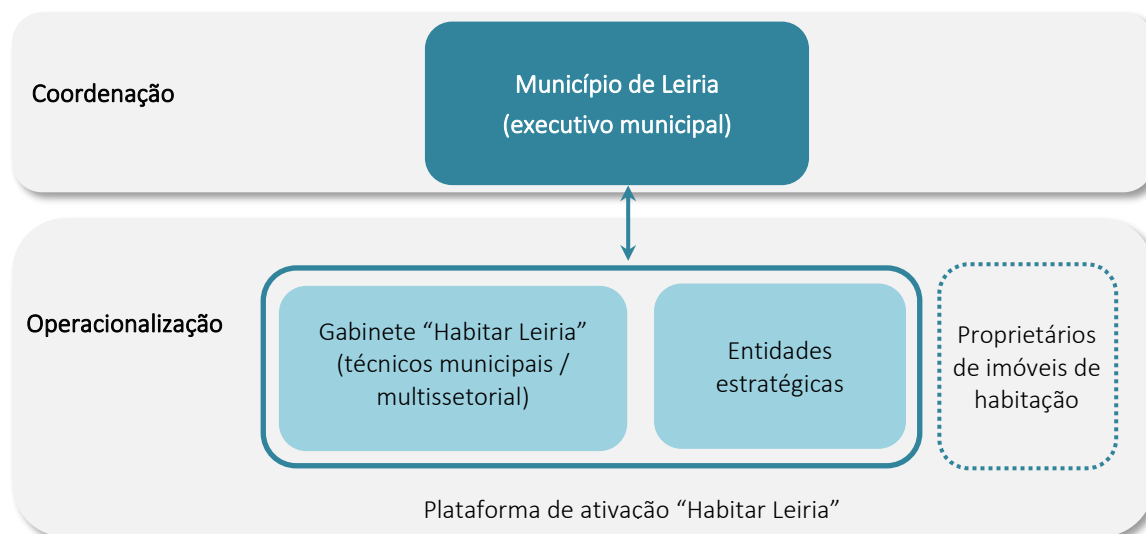 Coordenação
Município de Leiria
(executivo municipal)
Operacionalização
Gabinete “Habitar Leiria”
(técnicos municipais /
multissetorial)
Entidades
estratégicas
Proprietários
de imóveis de
habitação
Plataforma de ativação “Habitar Leiria”